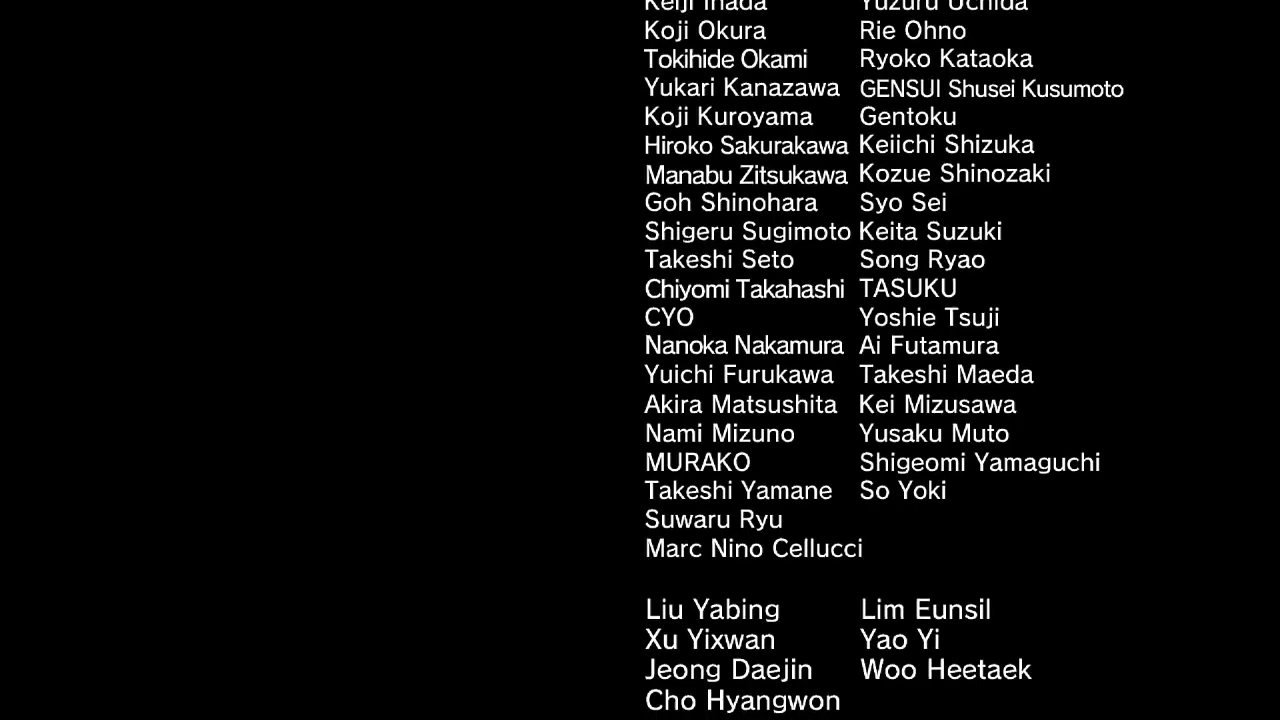 Keiji Inada Yuzuru Uchida
Koji Okura Rie Ohno
Tokihide Okami Ryoko Kataoka
Yukari Kanazawa GENSUI Shusei Kusumoto
Koji Kuroyama Gentoku
Hiroko Sakurakawa Keiichi Shizuka
Manabu Zitsukawa Kozue Shinozaki
Goh Shinohara Syo Sei
Shigeru Sugimoto Keita Suzuki
Takeshi Seto Song Ryao
Chiyomi Takahashi TASUKU
CYO Yoshie Tsuji
Nanoka Nakamura Ai Futamura
Yuichi Furukawa Takeshi Maeda
Akira Matsushita Kei Mizusawa
Nami Mizuno Yusaku Muto
MURAKO Shigeomi Yamaguchi
Takeshi Yamane So Yoki
Suwaru Ryu
Marc Nino Cellucci
Liu Yabing Lim Eunsil
Xu Yixwan Yao Yi
Jeong Daejin Woo Heetaek
Cho Hyangwon